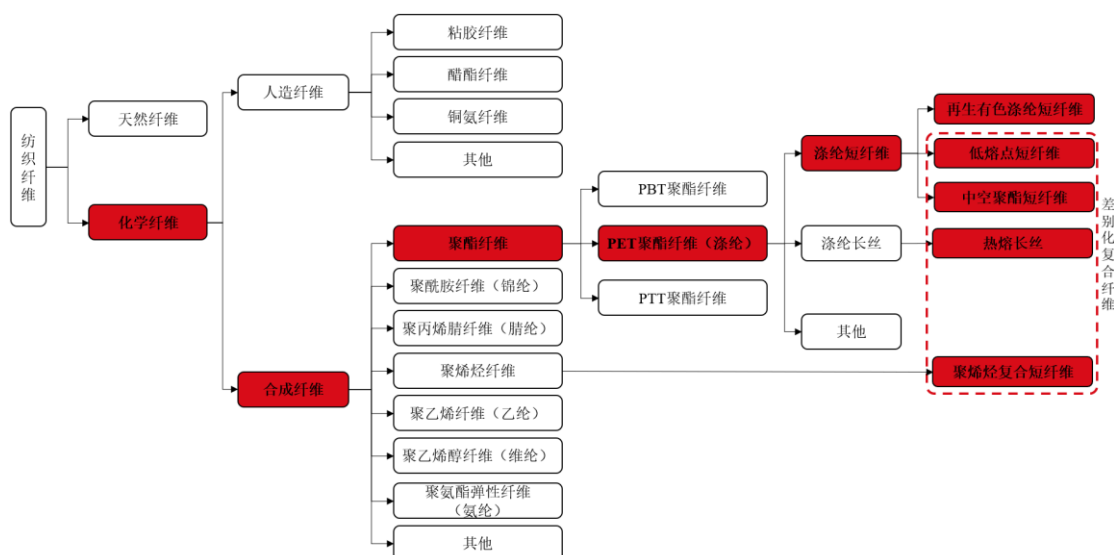 纺织纤维
天然纤维
化学纤维
人造纤维
合成纤维
粘胶纤维
醋酯纤维
铜氨纤维
其他
聚酯纤维
聚酰胺纤维（锦纶）
聚丙烯腈纤维（腈纶）
聚烯烃纤维
聚乙烯纤维（乙纶）
聚乙烯醇纤维（维纶）
聚氨酯弹性纤维
（氨纶）
其他
PBT聚酯纤维
PET聚酯纤维（涤纶）
PTT聚酯纤维
涤纶短纤维
涤纶长丝
其他
再生有色涤纶短纤维
低熔点短纤维
中空聚酯短纤维
热熔长丝
聚烯烃复合短纤维
差别化复合纤维